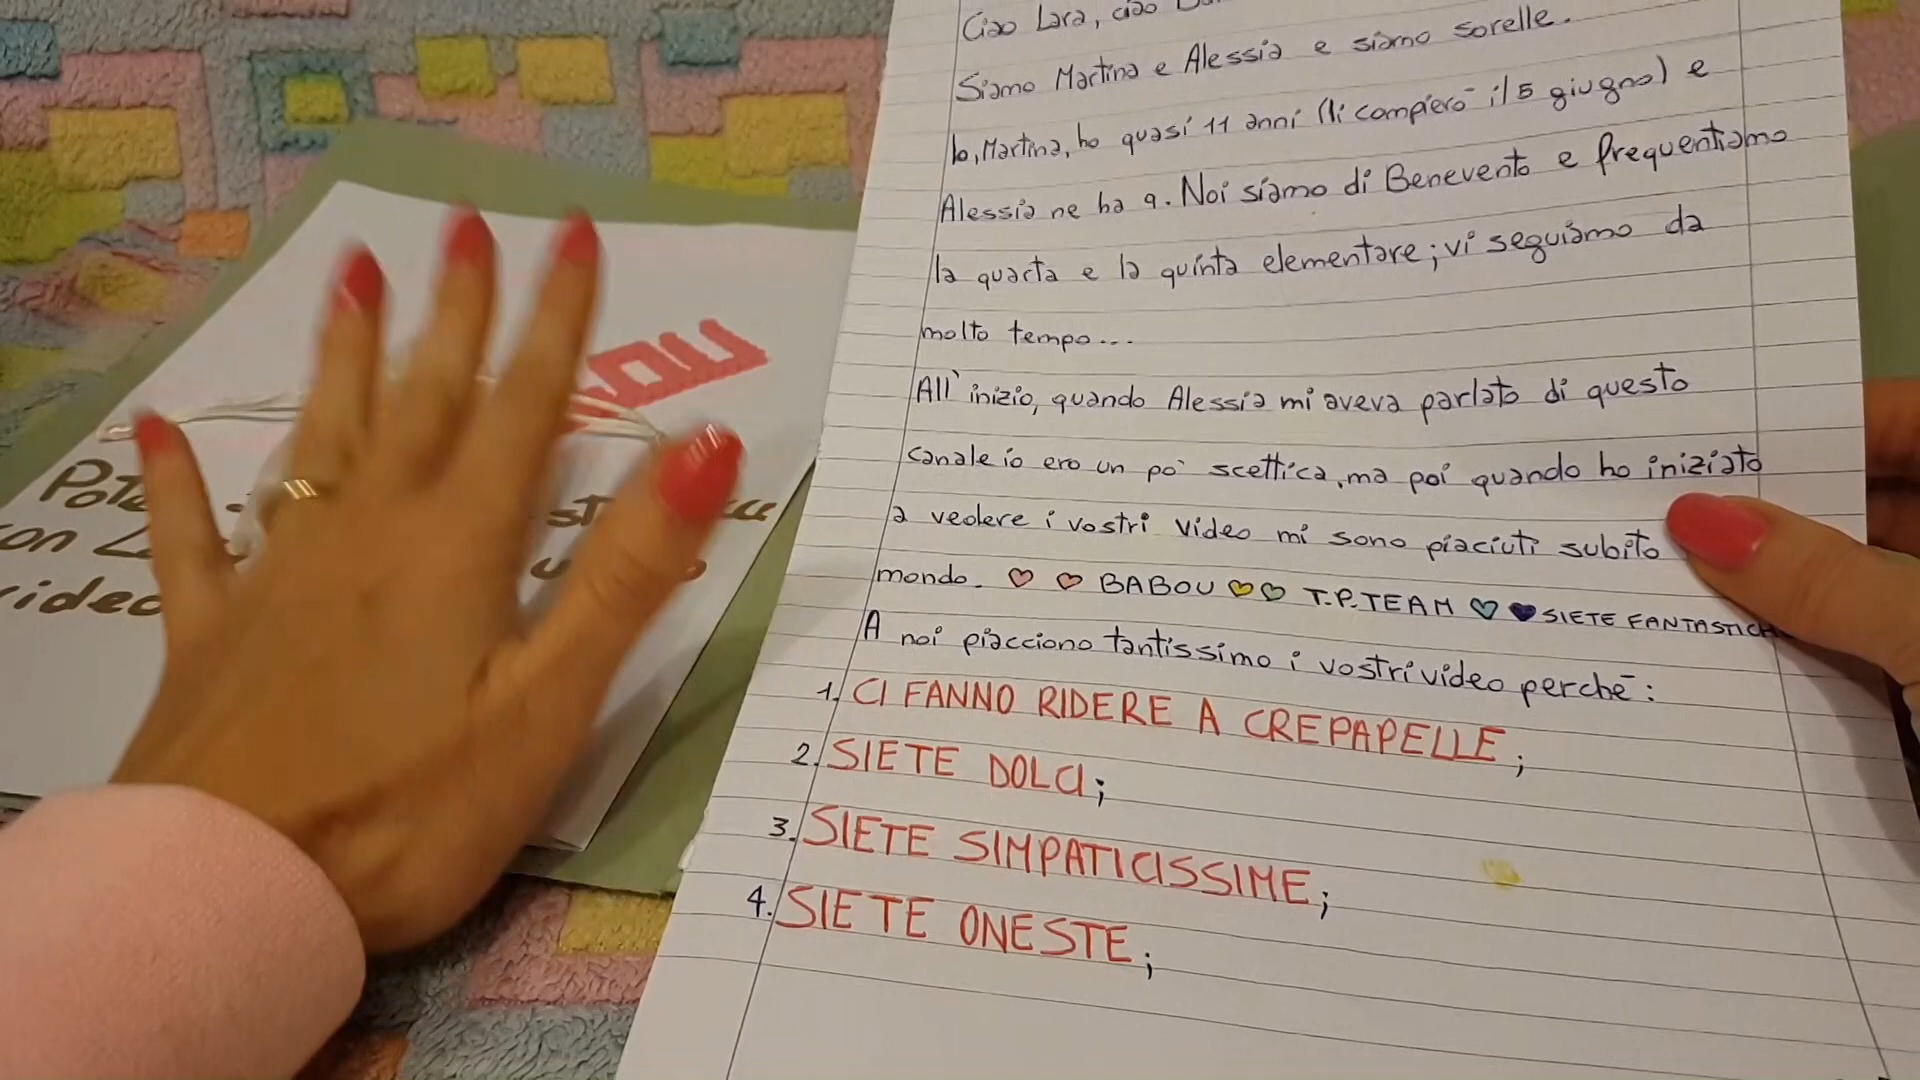 Ciao Lara, ciao
Siamo Martina e Alessia e siamo sorelle.
Io, Martina, ho quasi 11 anni (li compierò il 5 giugno) e
Alessia ne ha 9. Noi siamo di Benevento e frequentiamo
la quarta e la quinta elementare; vi seguiamo da
molto tempo...
All'inizio, quando Alessia mi aveva parlato di questo
canale io ero un po' scettica, ma poi quando ho iniziato
a vedere i vostri video mi sono piaciuti subito
mondo. BABOU T.P.TEAM SIETE FANTASTICH
A noi piacciono tantissimo i vostri video perchè:
1. CI FANNO RIDERE A CREPAPELLE;
2. SIETE DOLCI;
3. SIETE SIMPATICISSIME;
4. SIETE ONESTE;